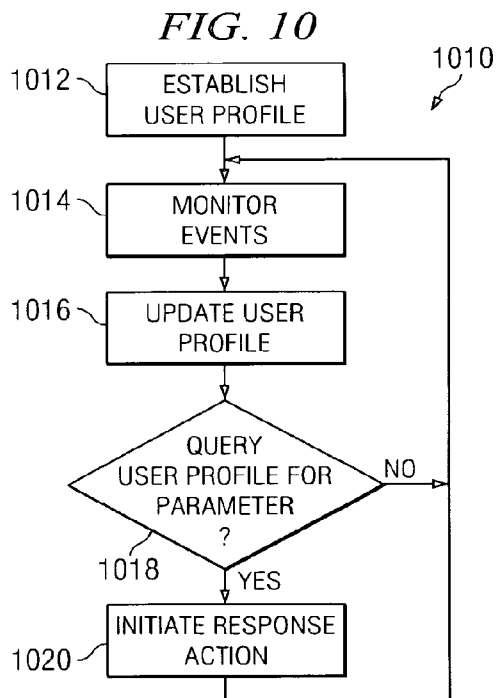 FIG. 10
1010
1012
ESTABLISH
USER PROFILE
1014
MONITOR
EVENTS
1016
UPDATE USER
PROFILE
QUERY
USER PROFILE FOR
PARAMETER
?
NO
1018
YES
INITIATE RESPONSE
ACTION
1020